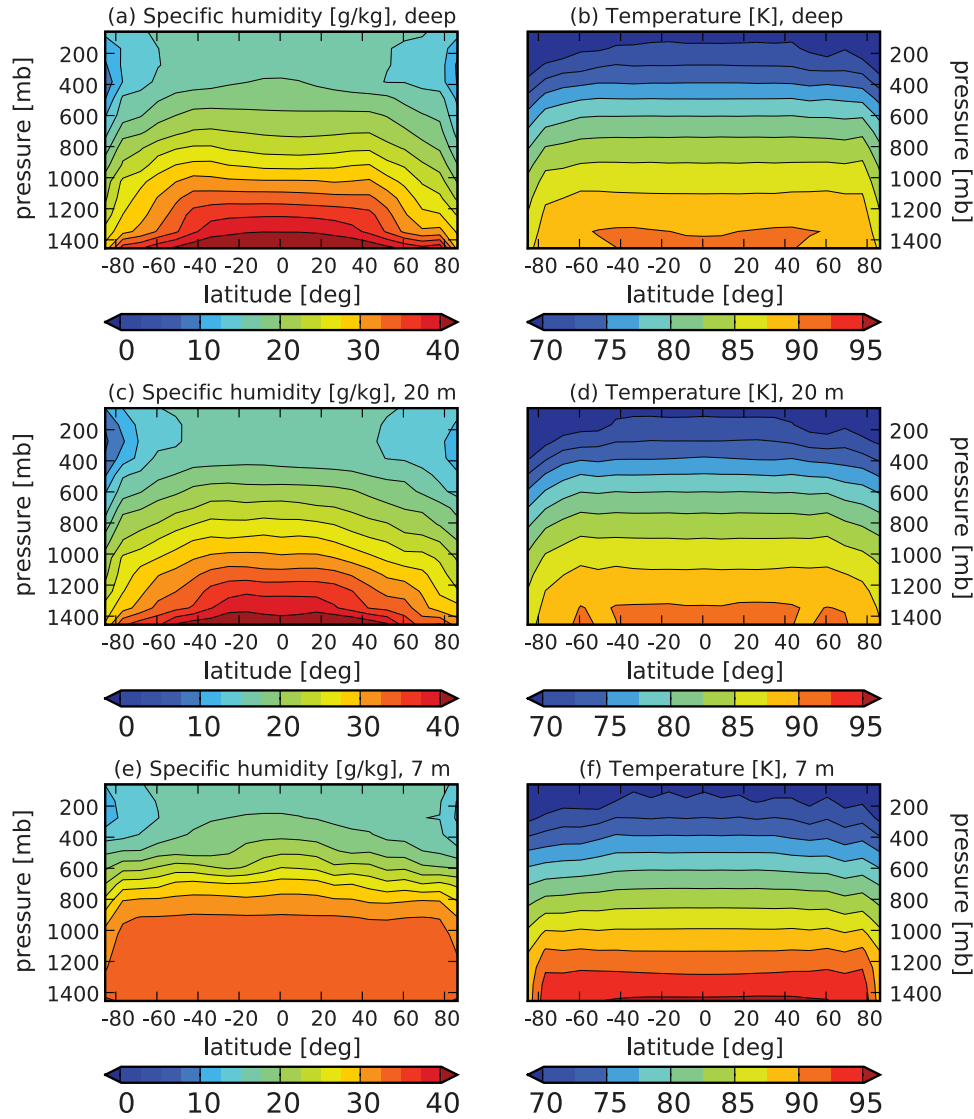 (a) Specific humidity [g/kg], deep
(b) Temperature [K], deep
pressure [mb]
200
400
600
800
1000
1200
1400
200
400
600
800
1000
1200
1400
pressure [mb]
-80 -60 -40 -20 0 20 40 60 80
-80 -60 -40 -20 0 20 40 60 80
latitude [deg]
latitude [deg]
0 10 20 30 40
70 75 80 85 90 95
(c) Specific humidity [g/kg], 20 m
(d) Temperature [K], 20 m
pressure [mb]
200
400
600
800
1000
1200
1400
200
400
600
800
1000
1200
1400
pressure [mb]
-80 -60 -40 -20 0 20 40 60 80
-80 -60 -40 -20 0 20 40 60 80
latitude [deg]
latitude [deg]
0 10 20 30 40
70 75 80 85 90 95
(e) Specific humidity [g/kg], 7 m
(f) Temperature [K], 7 m
pressure [mb]
200
400
600
800
1000
1200
1400
200
400
600
800
1000
1200
1400
pressure [mb]
-80 -60 -40 -20 0 20 40 60 80
-80 -60 -40 -20 0 20 40 60 80
latitude [deg]
latitude [deg]
0 10 20 30 40
70 75 80 85 90 95